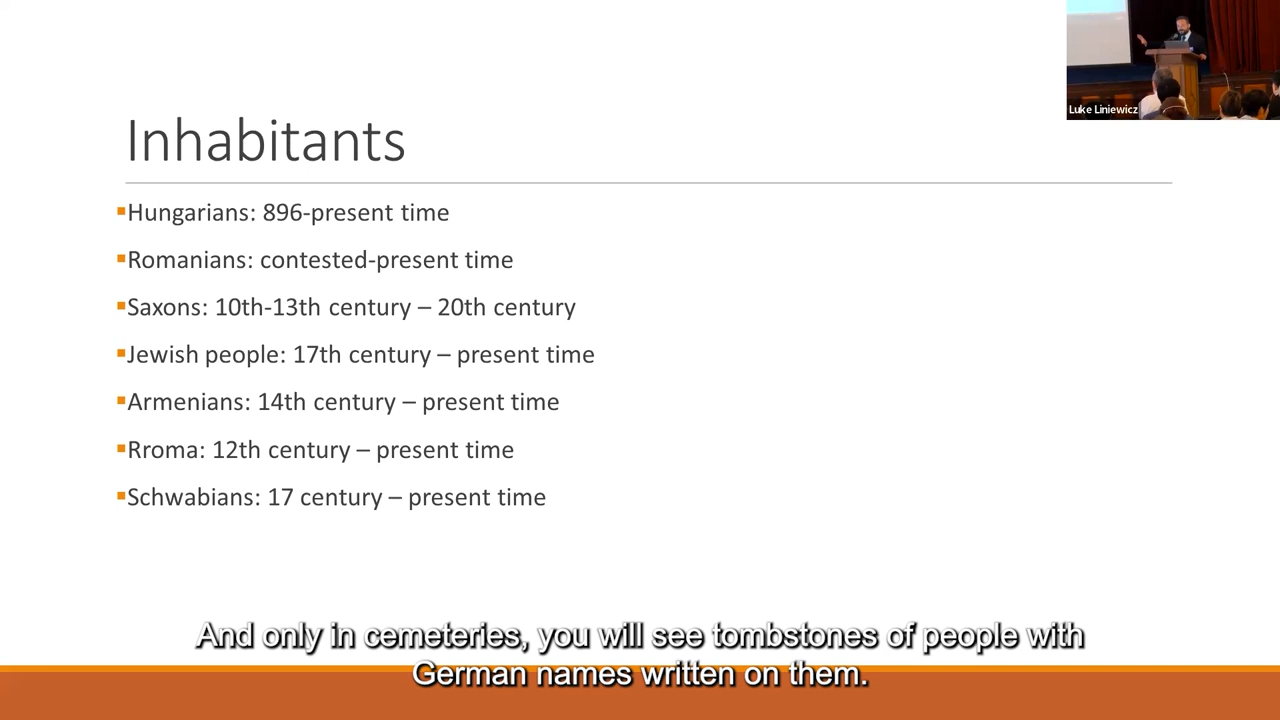 Luke Liniewicz
Inhabitants
▪Hungarians: 896-present time
▪Romanians: contested-present time
▪Saxons: 10th-13th century – 20th century
▪Jewish people: 17th century – present time
▪Armenians: 14th century – present time
▪Rroma: 12th century – present time
▪Schwabians: 17 century – present time
And only in cemeteries, you will see tombstones of people with
German names written on them.